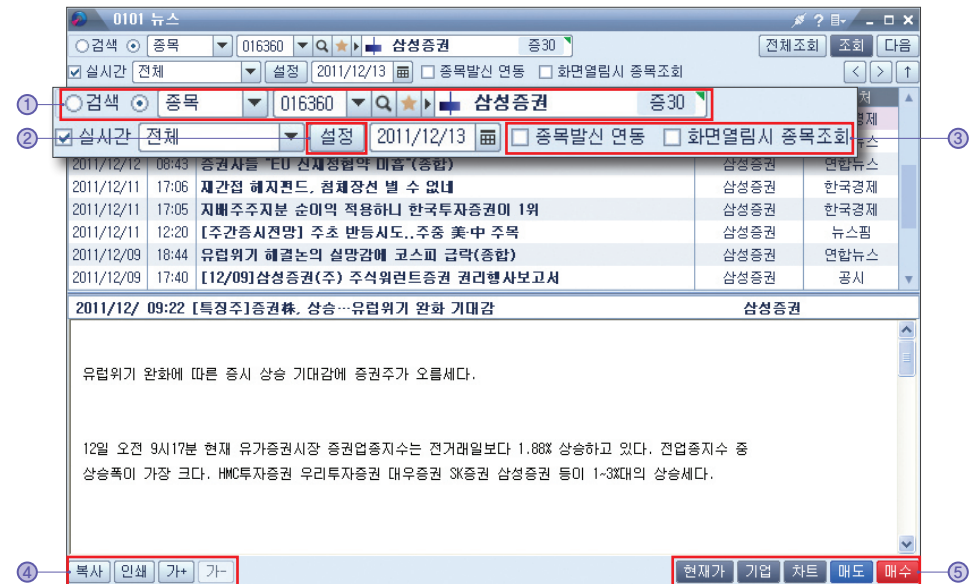 0101 뉴스
검색 종목 016360 삼성증권 증30 전체조회 조회 다음
실시간 전체 설정 2011/12/13 종목발신 연동 화면열림시 종목조회
① 검색 종목 016360 삼성증권 증30
② 실시간 전체 설정 2011/12/13 종목발신 연동 화면열림시 종목조회 ③
2011/12/12 08:43 증권사들 "EU 신재정협약 미흡"(종합) 삼성증권 연합뉴스
2011/12/11 17:06 재간접 헤지펀드, 침체장선 별 수 없네 삼성증권 한국경제
2011/12/11 17:05 지배주주지분 순이익 적용하니 한국투자증권이 1위 삼성증권 한국경제
2011/12/11 12:20 [주간증시전망] 주초 반등시도..주중 美·中 주목 삼성증권 뉴스핌
2011/12/09 18:44 유럽위기 해결논의 실망감에 코스피 급락(종합) 삼성증권 연합뉴스
2011/12/09 17:40 [12/09]삼성증권(주) 주식워런트증권 권리행사보고서 삼성증권 공시
2011/12/ 09:22 [특징주]증권株, 상승…유럽위기 완화 기대감 삼성증권
유럽위기 완화에 따른 증시 상승 기대감에 증권주가 오름세다.
12일 오전 9시17분 현재 유가증권시장 증권업종지수는 전거래일보다 1.88% 상승하고 있다. 전업종지수 중
상승폭이 가장 크다. HMC투자증권 우리투자증권 대우증권 SK증권 삼성증권 등이 1~3%대의 상승세다.
④ 복사 인쇄 가+ 가- 현재가 기업 차트 매도 매수 ⑤